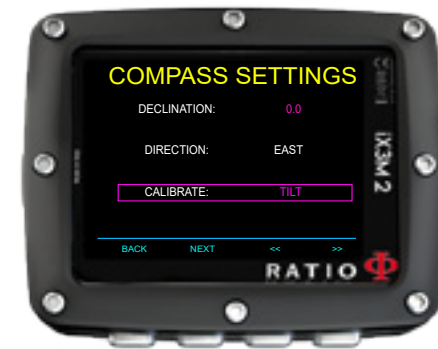 COMPASS SETTINGS
DECLINATION: 0.0
DIRECTION: EAST
CALIBRATE: TILT
BACK NEXT << >>
RATIO
iX3M 2